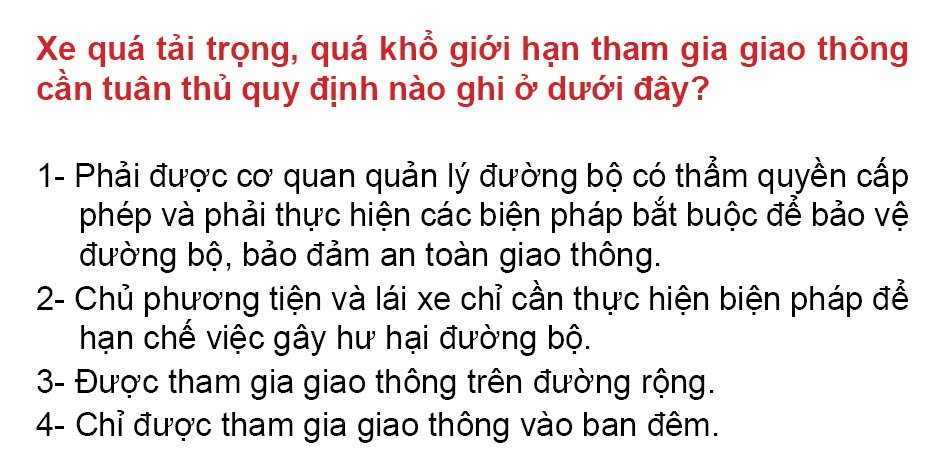 Xe quá tải trọng, quá khổ giới hạn tham gia giao thông
cần tuân thủ quy định nào ghi ở dưới đây?
1- Phải được cơ quan quản lý đường bộ có thẩm quyền cấp
phép và phải thực hiện các biện pháp bắt buộc để bảo vệ
đường bộ, bảo đảm an toàn giao thông.
2- Chủ phương tiện và lái xe chỉ cần thực hiện biện pháp để
hạn chế việc gây hư hại đường bộ.
3- Được tham gia giao thông trên đường rộng.
4- Chỉ được tham gia giao thông vào ban đêm.